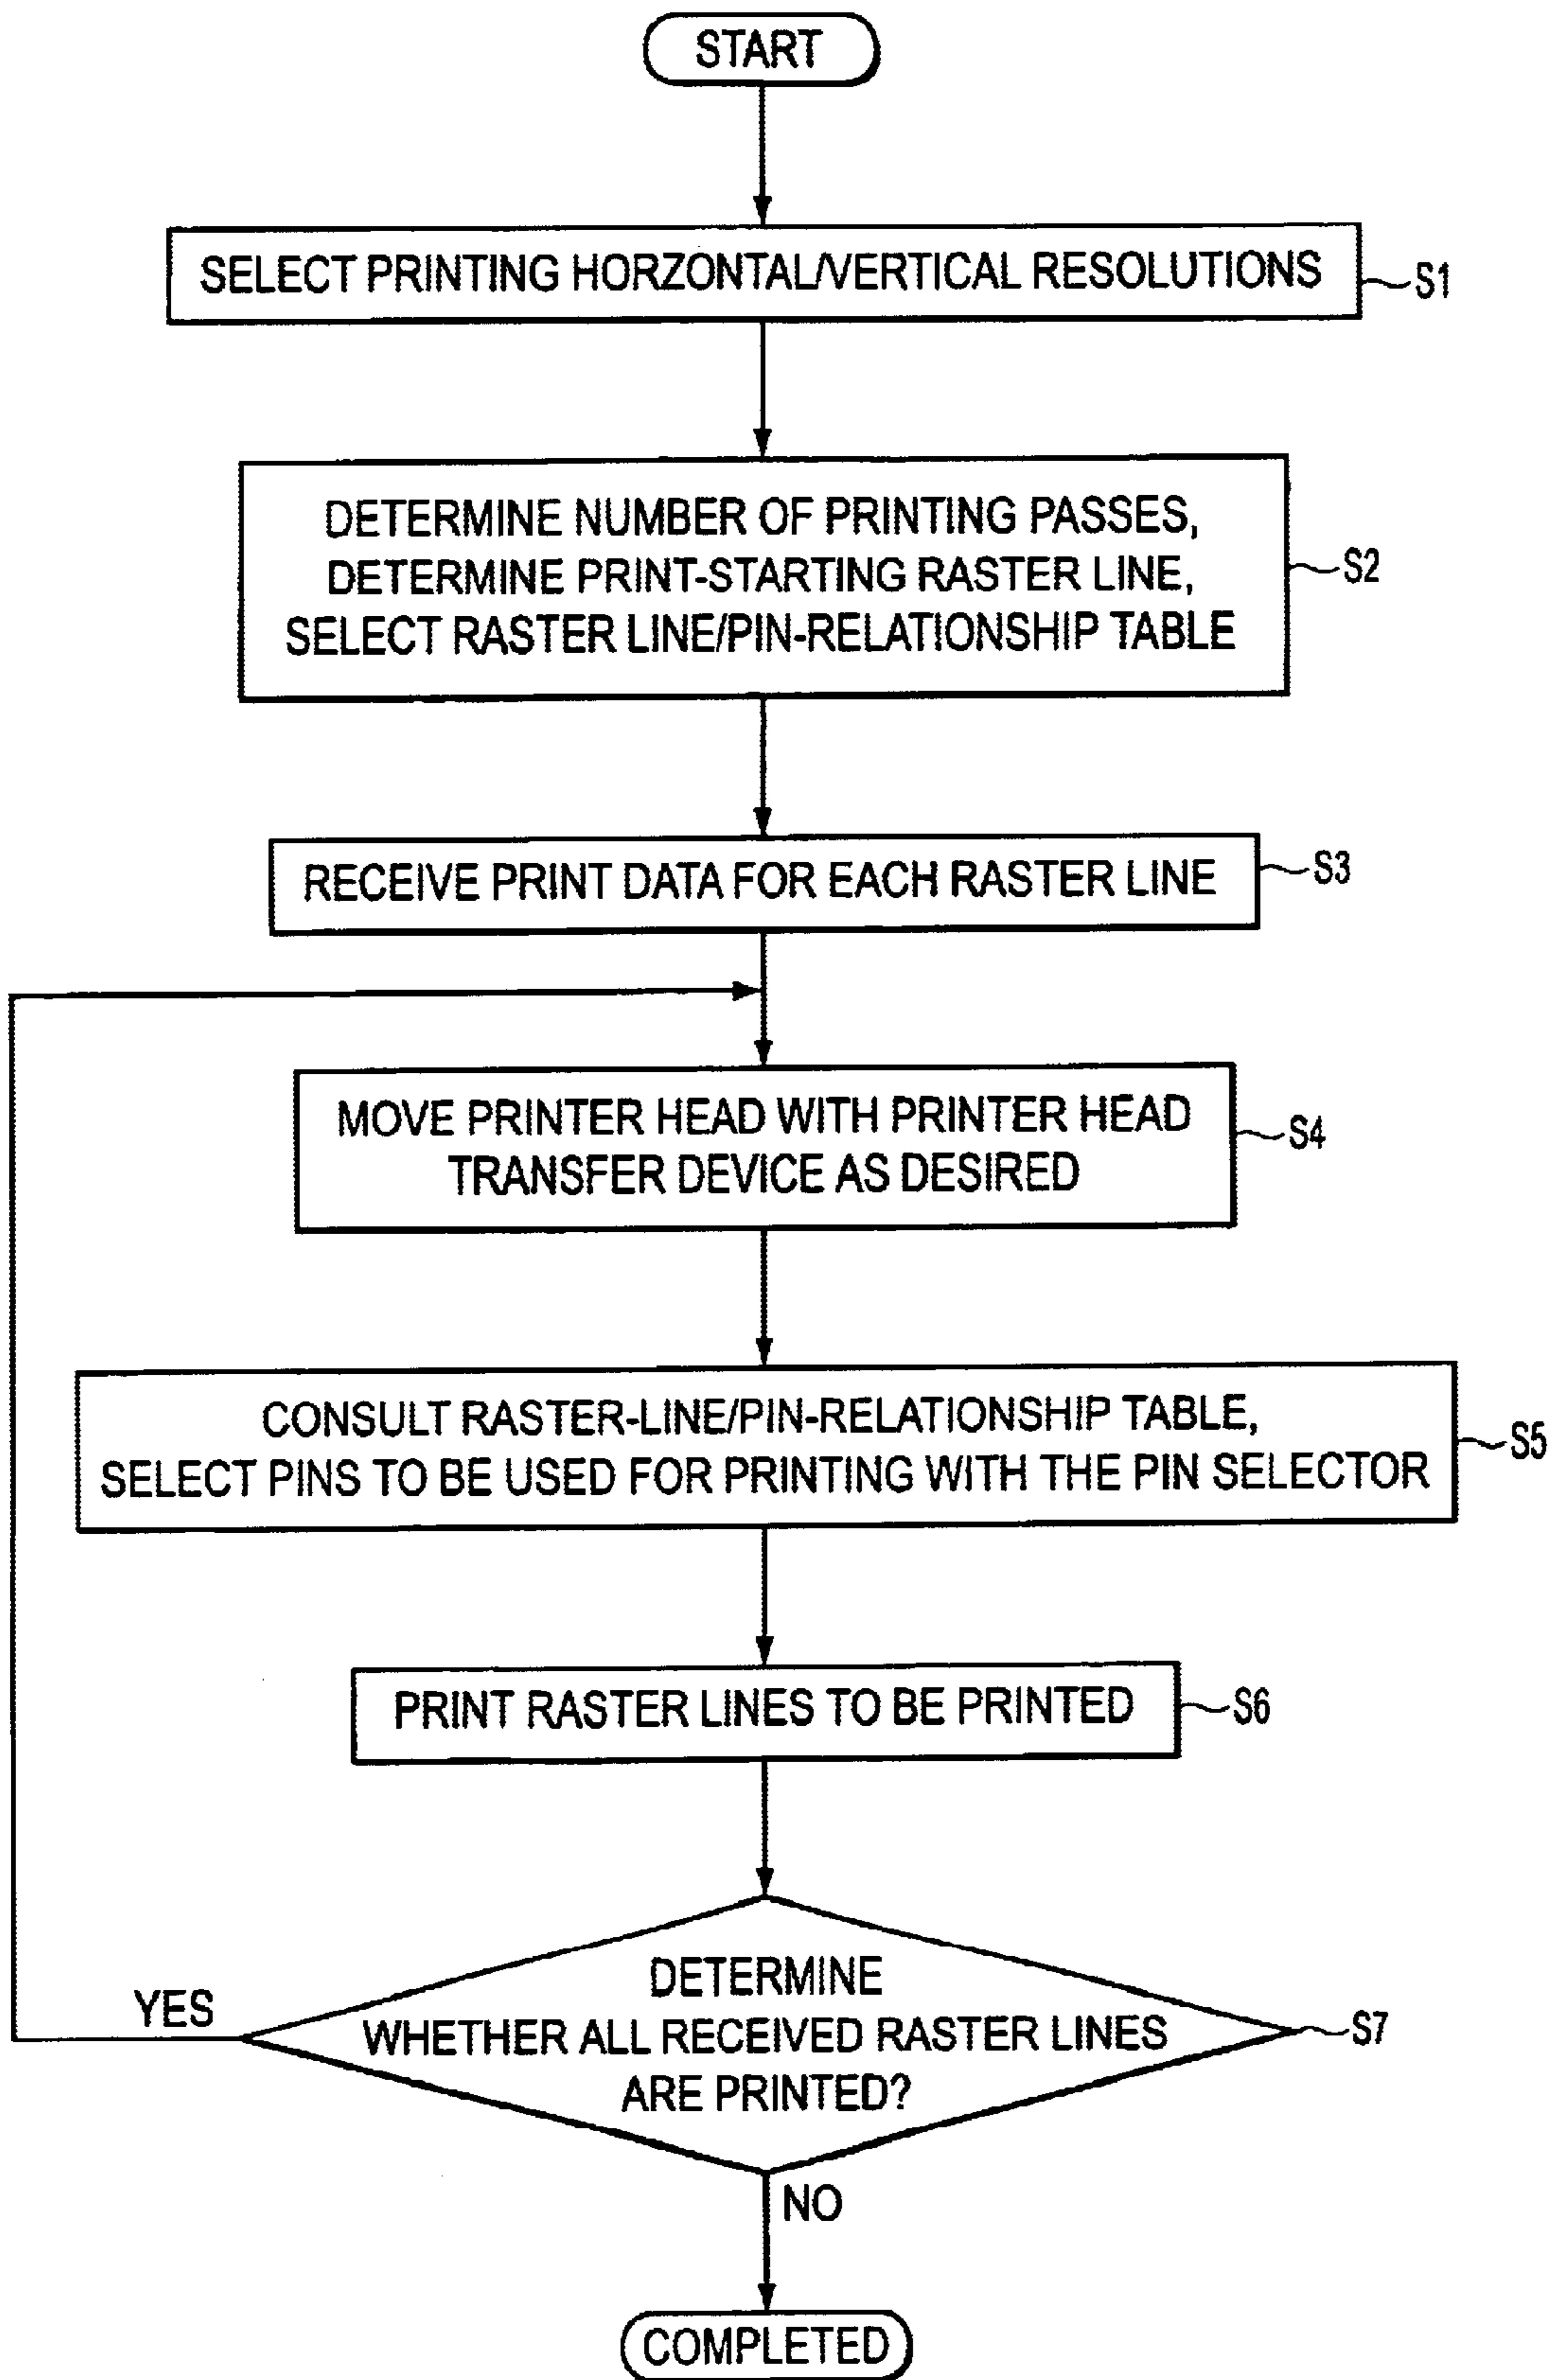 START
SELECT PRINTING HORZONTAL/VERTICAL RESOLUTIONS
S1
DETERMINE NUMBER OF PRINTING PASSES,
DETERMINE PRINT-STARTING RASTER LINE,
SELECT RASTER LINE/PIN-RELATIONSHIP TABLE
S2
RECEIVE PRINT DATA FOR EACH RASTER LINE
S3
MOVE PRINTER HEAD WITH PRINTER HEAD
TRANSFER DEVICE AS DESIRED
S4
CONSULT RASTER-LINE/PIN-RELATIONSHIP TABLE,
SELECT PINS TO BE USED FOR PRINTING WITH THE PIN SELECTOR
S5
PRINT RASTER LINES TO BE PRINTED
S6
DETERMINE
WHETHER ALL RECEIVED RASTER LINES
ARE PRINTED?
S7
YES
NO
COMPLETED